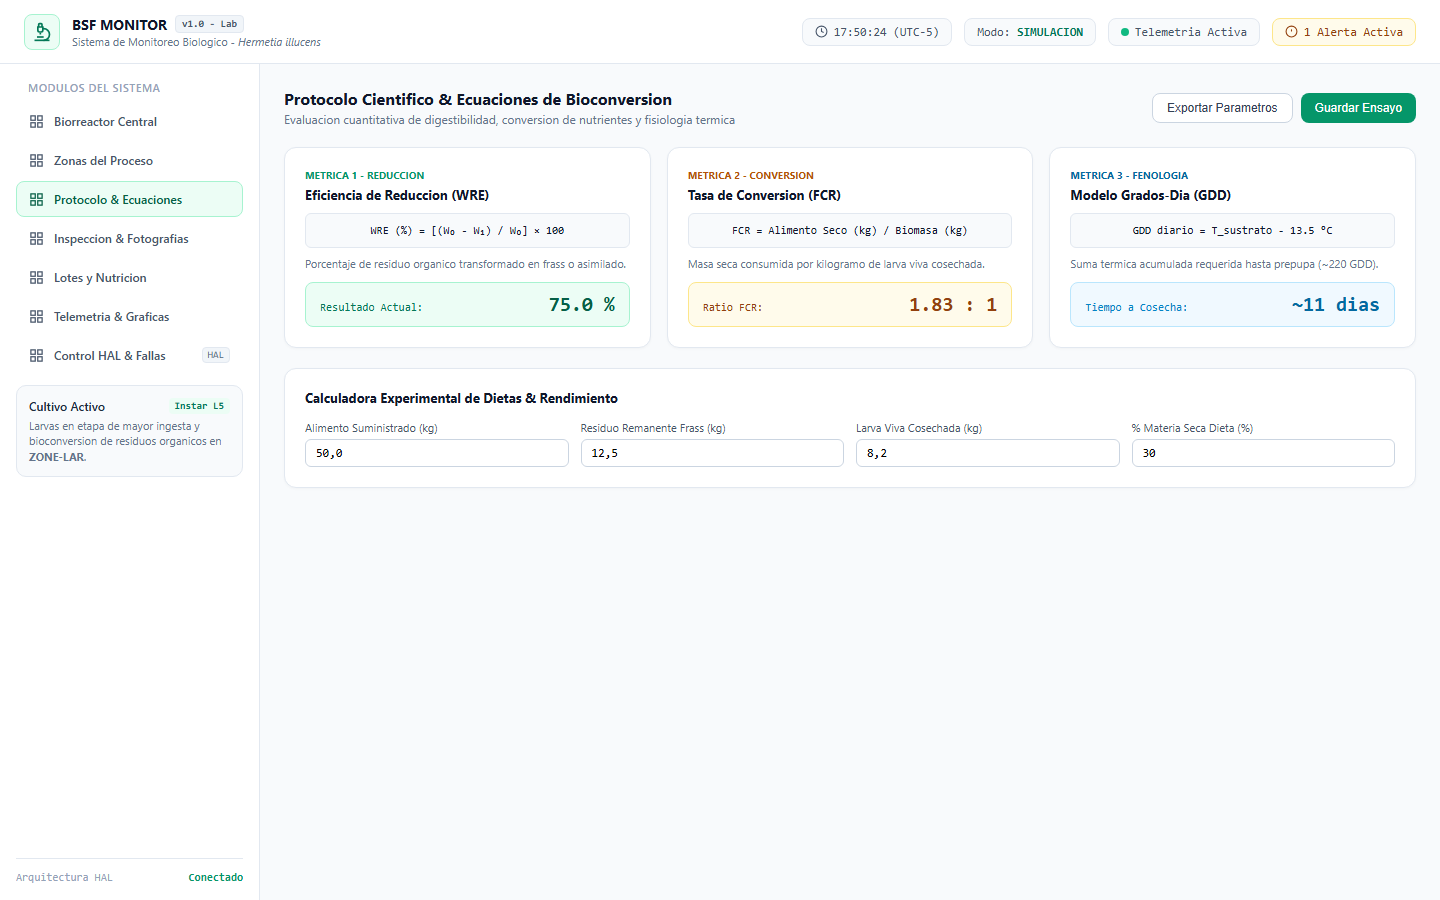 BSF MONITOR v1.0 - Lab
Sistema de Monitoreo Biologico - Hermetia illucens
17:50:24 (UTC-5)
Modo: SIMULACION
Telemetria Activa
1 Alerta Activa
MODULOS DEL SISTEMA
Biorreactor Central
Zonas del Proceso
Protocolo & Ecuaciones
Inspeccion & Fotografias
Lotes y Nutricion
Telemetria & Graficas
Control HAL & Fallas HAL
Cultivo Activo Instar L5
Larvas en etapa de mayor ingesta y
bioconversion de residuos organicos en
ZONE-LAR.
Arquitectura HAL Conectado
Protocolo Cientifico & Ecuaciones de Bioconversion
Evaluacion cuantitativa de digestibilidad, conversion de nutrientes y fisiologia termica
Exportar Parametros
Guardar Ensayo
METRICA 1 - REDUCCION
Eficiencia de Reduccion (WRE)
WRE (%) = [(W₀ - W₁) / W₀] × 100
Porcentaje de residuo organico transformado en frass o asimilado.
Resultado Actual: 75.0 %
METRICA 2 - CONVERSION
Tasa de Conversion (FCR)
FCR = Alimento Seco (kg) / Biomasa (kg)
Masa seca consumida por kilogramo de larva viva cosechada.
Ratio FCR: 1.83 : 1
METRICA 3 - FENOLOGIA
Modelo Grados-Dia (GDD)
GDD diario = T_sustrato - 13.5 °C
Suma termica acumulada requerida hasta prepupa (~220 GDD).
Tiempo a Cosecha: ~11 dias
Calculadora Experimental de Dietas & Rendimiento
Alimento Suministrado (kg)
50,0
Residuo Remanente Frass (kg)
12,5
Larva Viva Cosechada (kg)
8,2
% Materia Seca Dieta (%)
30